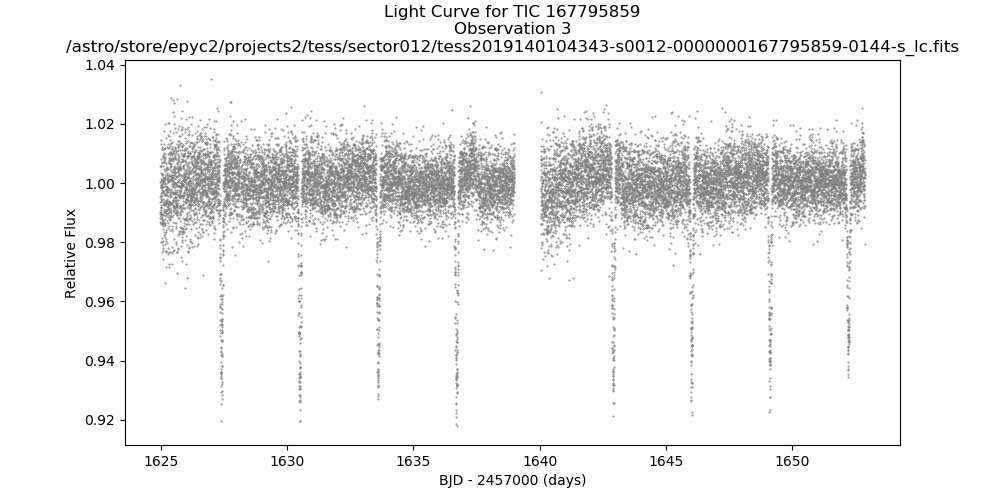 Light Curve for TIC 167795859
Observation 3
/astro/store/epyc2/projects2/tess/sector012/tess2019140104343-s0012-0000000167795859-0144-s_lc.fits
1.04
1.02
1.00
0.98
0.96
0.94
0.92
Relative Flux
1625
1630
1635
1640
1645
1650
BJD - 2457000 (days)